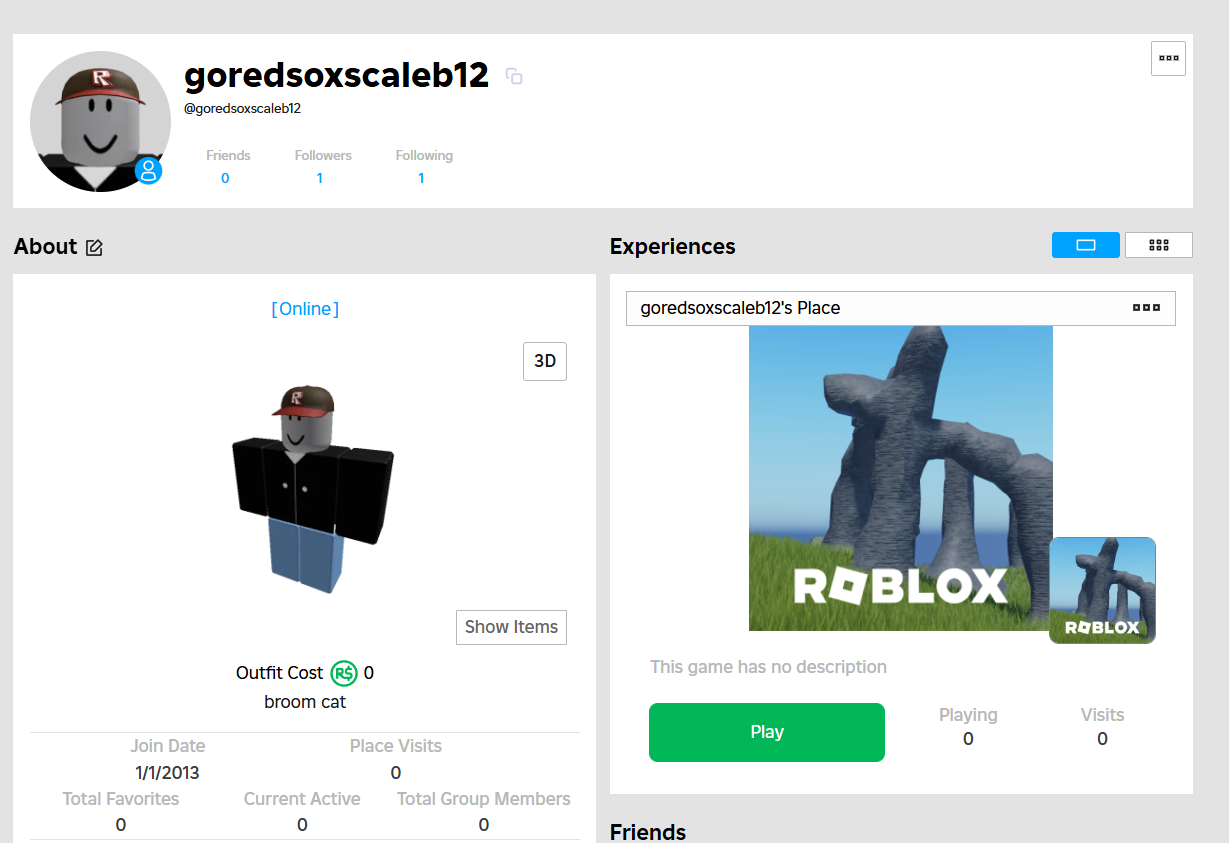 goredsoxscaleb12
@goredsoxscaleb12
Friends Followers Following
0 1 1
About
[Online]
3D
Show Items
Outfit Cost R$ 0
broom cat
Join Date Place Visits
1/1/2013 0
Total Favorites Current Active Total Group Members
0 0 0
Experiences
goredsoxscaleb12's Place
ROBLOX
ROBLOX
This game has no description
Play
Playing Visits
0 0
Friends